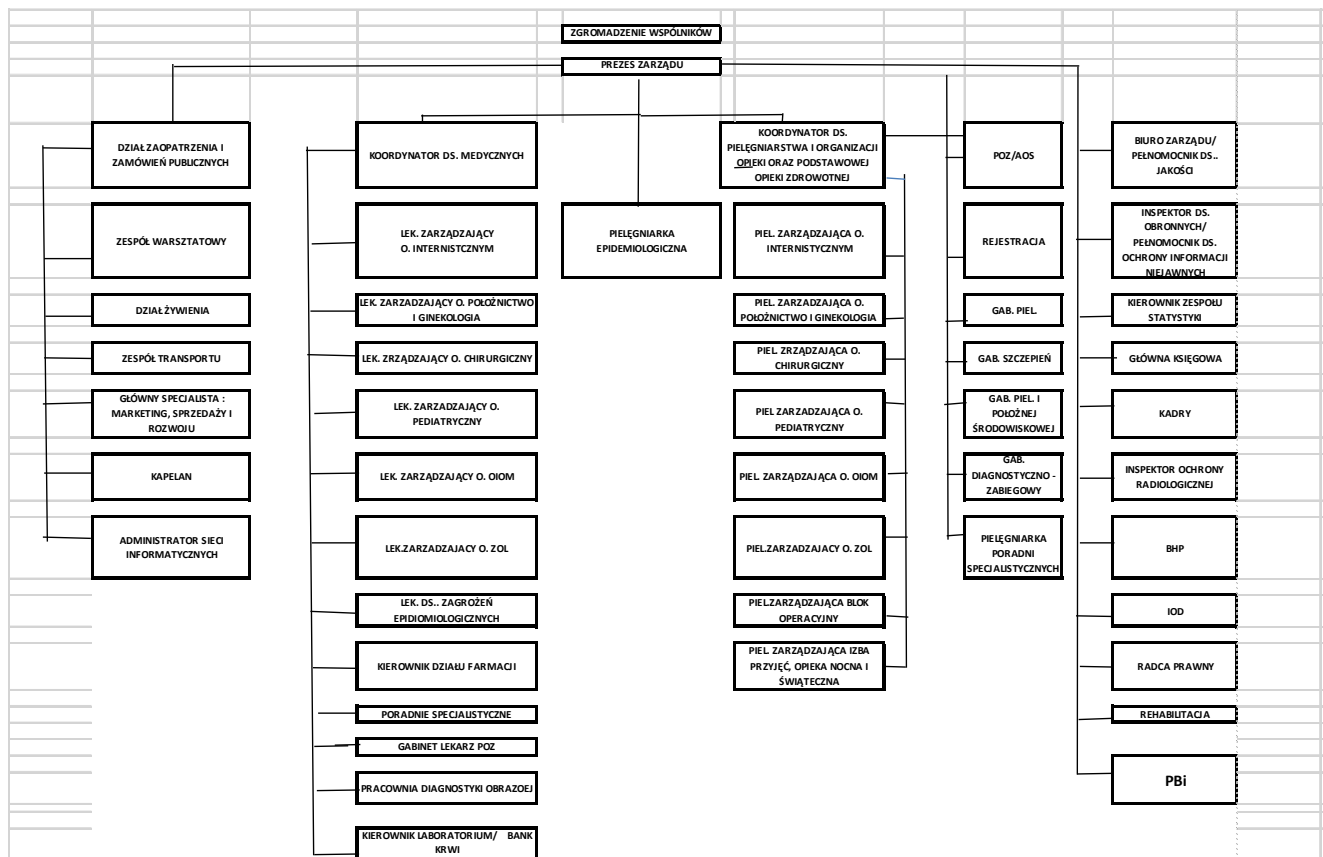 ZGROMADZENIE WSPÓLNIKÓW
PREZES ZARZĄDU
DZIAŁ ZAOPATRZENIA I
ZAMÓWIEŃ PUBLICZNYCH
ZESPÓŁ WARSZTATOWY
DZIAŁ ŻYWIENIA
ZESPÓŁ TRANSPORTU
GŁÓWNY SPECJALISTA :
MARKETING, SPRZEDAŻY I
ROZWOJU
KAPELAN
ADMINISTRATOR SIECI
INFORMATYCZNYCH
KOORDYNATOR DS. MEDYCZNYCH
LEK. ZARZĄDZAJĄCY
O. INTERNISTCZNYM
LEK. ZARZADZAJĄCY O. POŁOŻNICTWO
I GINEKOLOGIA
LEK. ZRZĄDZAJĄCY O. CHIRURGICZNY
LEK. ZARZADZAJĄCY O.
PEDIATRYCZNY
LEK. ZARZĄDZAJĄCY O. OIOM
LEK.ZARZADZAJACY O. ZOL
LEK. DS.. ZAGROŻEŃ
EPIDIOMIOLOGICZNYCH
KIEROWNIK DZIAŁU FARMACJI
PORADNIE SPECJALISTYCZNE
GABINET LEKARZ POZ
PRACOWNIA DIAGNOSTYKI OBRAZOEJ
KIEROWNIK LABORATORIUM/ BANK
KRWI
PIELĘGNIARKA
EPIDEMIOLOGICZNA
KOORDYNATOR DS.
PIELĘGNIARSTWA I ORGANIZACJI
OPIEKI ORAZ PODSTAWOWEJ
OPIEKI ZDROWOTNEJ
PIEL. ZARZĄDZAJĄCA O.
INTERNISTYCZNYM
PIEL. ZARZADZAJĄCA O.
POŁOŻNICTWO I GINEKOLOGIA
PIEL. ZRZĄDZAJĄCA O.
CHIRURGICZNY
PIEL ZARZADZAJĄCA O.
PEDIATRYCZNY
PIEL. ZARZĄDZAJĄCA O. OIOM
PIEL.ZARZADZAJACY O. ZOL
PIEL.ZARZĄDZAJĄCA BLOK
OPERACYJNY
PIEL. ZARZĄDZAJĄCA IZBA
PRZYJĘĆ, OPIEKA NOCNA I
ŚWIĄTECZNA
POZ/AOS
REJESTRACJA
GAB. PIEL.
GAB. SZCZEPIEŃ
GAB. PIEL. I
POŁOŻNEJ
ŚRODOWISKOWEJ
GAB.
DIAGNOSTYCZNO -
ZABIEGOWY
PIELĘGNIARKA
PORADNI
SPECJALISTYCZNYCH
BIURO ZARZĄDU/
PEŁNOMOCNIK DS..
JAKOŚCI
INSPEKTOR DS.
OBRONNYCH/
PEŁNOMOCNIK DS.
OCHRONY INFORMACJI
NIEJAWNYCH
KIEROWNIK ZESPOŁU
STATYSTYKI
GŁÓWNA KSIĘGOWA
KADRY
INSPEKTOR OCHRONY
RADIOLOGICZNEJ
BHP
IOD
RADCA PRAWNY
REHABILITACJA
PBi